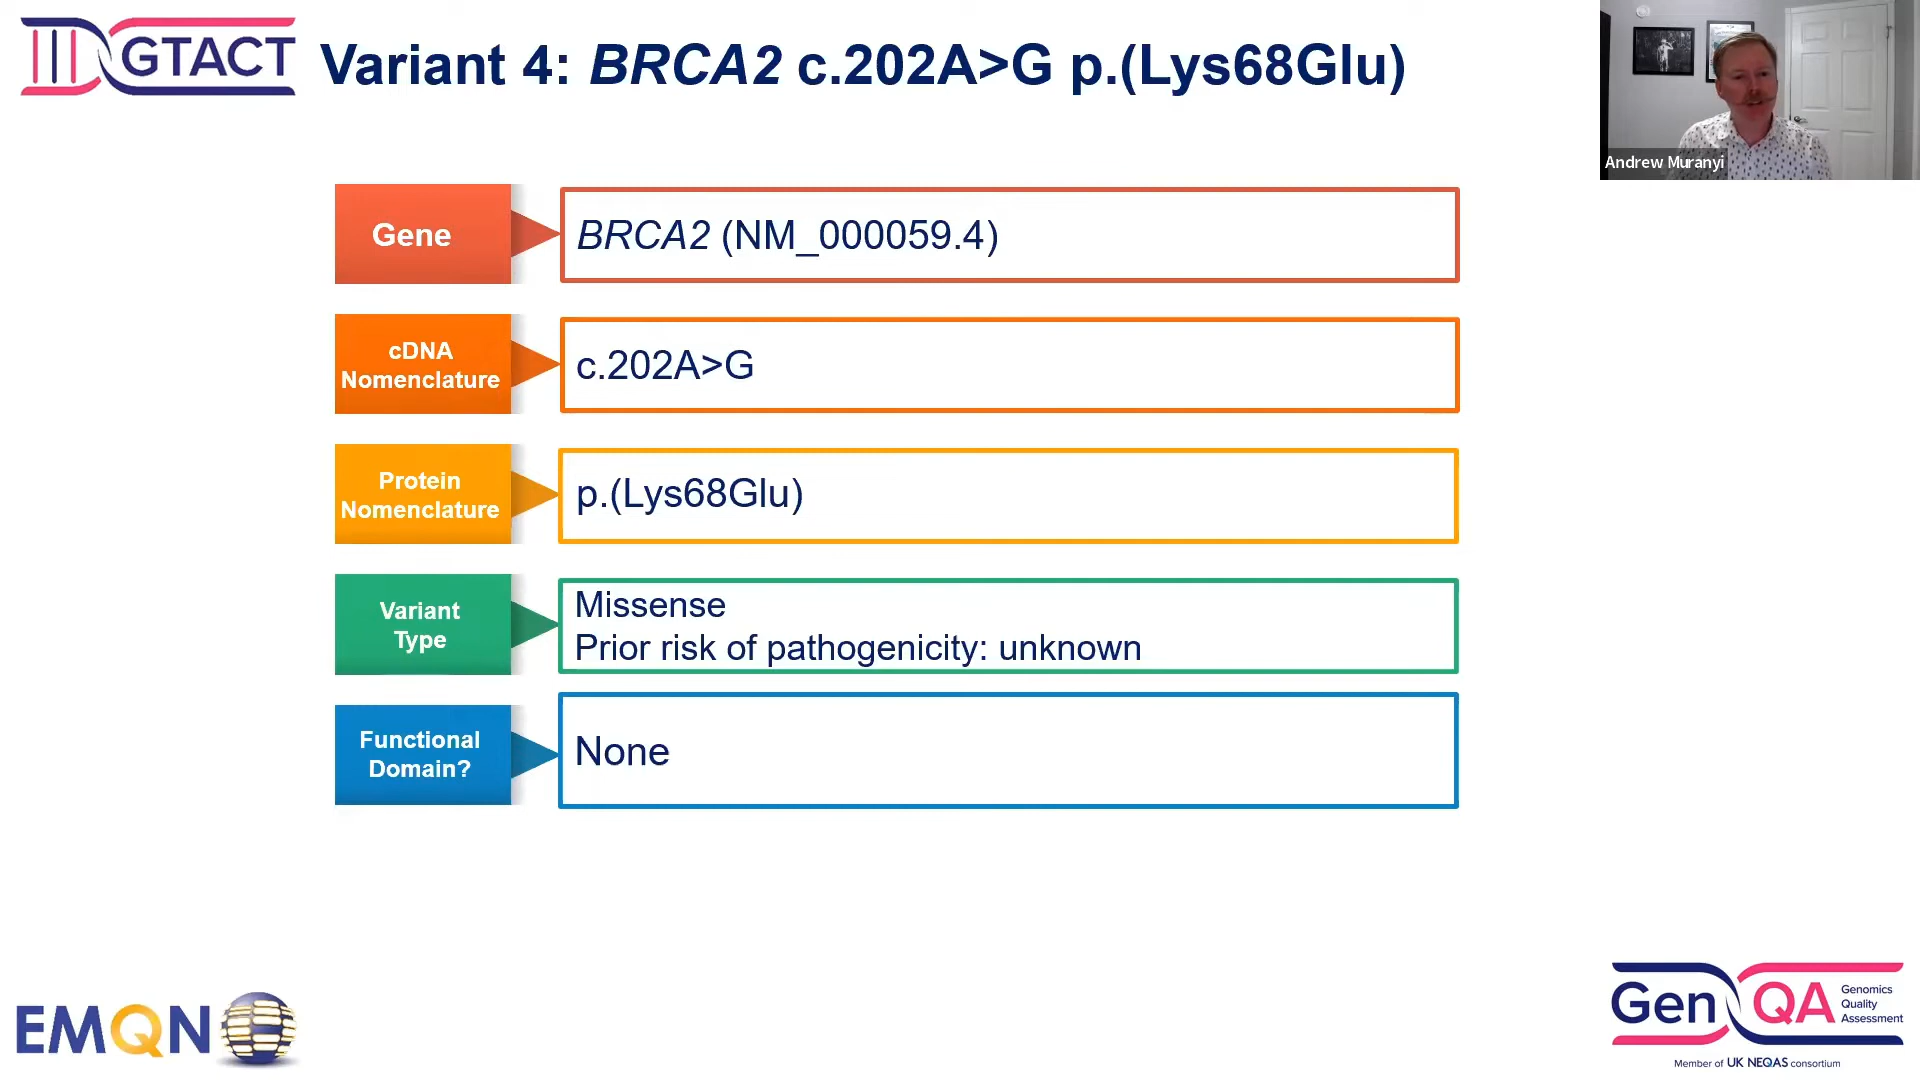 GTACT
Variant 4: BRCA2 c.202A>G p.(Lys68Glu)
Andrew Muranyi
Gene
BRCA2 (NM_000059.4)
cDNA
Nomenclature
c.202A>G
Protein
Nomenclature
p.(Lys68Glu)
Variant
Type
Missense
Prior risk of pathogenicity: unknown
Functional
Domain?
None
EMQN
GenQA
Genomics
Quality
Assessment
Member of UK NEQAS consortium